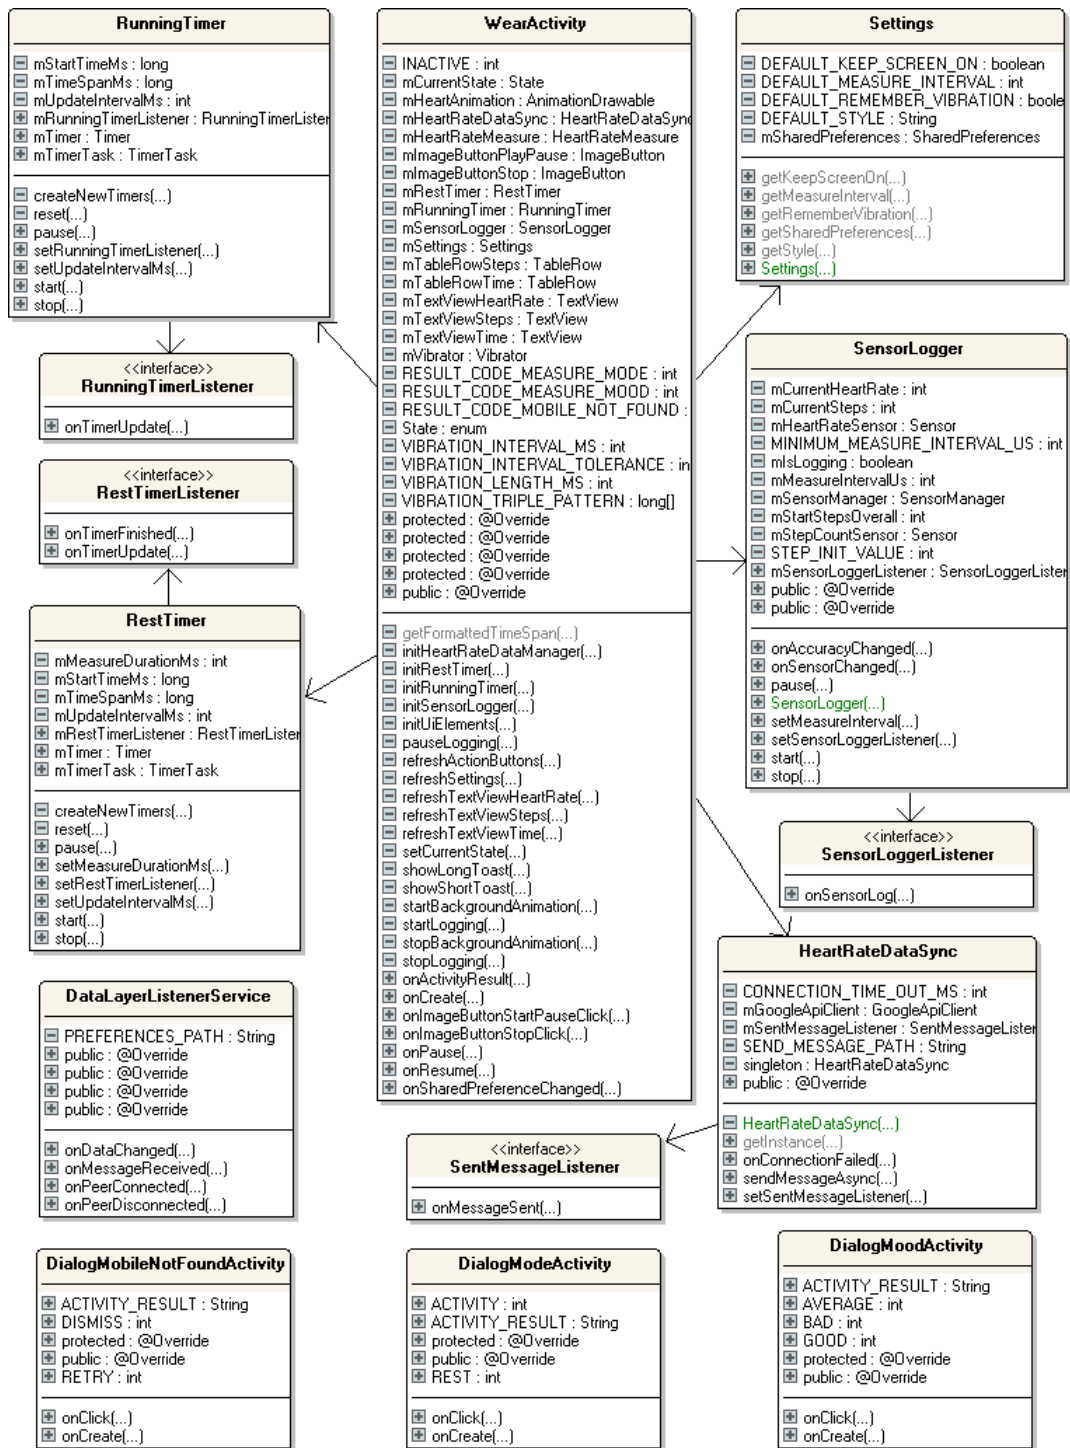 RunningTimer
mStartTimeMs : long
mTimeSpanMs : long
mUpdateIntervalMs : int
mRunningTimerListener : RunningTimerLister
mTimer : Timer
mTimerTask : TimerTask
createNewTimers(...)
reset(...)
pause(...)
setRunningTimerListener(...)
setUpdateIntervalMs(...)
start(...)
stop(...)
<<interface>>
RunningTimerListener
onTimerUpdate(...)
<<interface>>
RestTimerListener
onTimerFinished(...)
onTimerUpdate(...)
RestTimer
mMeasureDurationMs : int
mStartTimeMs : long
mTimeSpanMs : long
mUpdateIntervalMs : int
mRestTimerListener : RestTimerLister
mTimer : Timer
mTimerTask : TimerTask
createNewTimers(...)
reset(...)
pause(...)
setMeasureDurationMs(...)
setRestTimerListener(...)
setUpdateIntervalMs(...)
start(...)
stop(...)
DataLayerListenerService
PREFERENCES_PATH : String
public : @Override
public : @Override
public : @Override
public : @Override
onDataChanged(...)
onMessageReceived(...)
onPeerConnected(...)
onPeerDisconnected(...)
DialogMobileNotFoundActivity
ACTIVITY_RESULT : String
DISMISS : int
protected : @Override
public : @Override
RETRY : int
onClick(...)
onCreate(...)
WearActivity
INACTIVE : int
mCurrentState : State
mHeartAnimation : AnimationDrawable
mHeartRateDataSync : HeartRateDataSync
mHeartRateMeasure : HeartRateMeasure
mImageButtonPlayPause : ImageButton
mImageButtonStop : ImageButton
mRestTimer : RestTimer
mRunningTimer : RunningTimer
mSensorLogger : SensorLogger
mSettings : Settings
mTableRowSteps : TableRow
mTableRowTime : TableRow
mTextViewHeartRate : TextView
mTextViewSteps : TextView
mTextViewTime : TextView
mVibrator : Vibrator
RESULT_CODE_MEASURE_MODE : int
RESULT_CODE_MEASURE_MOOD : int
RESULT_CODE_MOBILE_NOT_FOUND :
State : enum
VIBRATION_INTERVAL_MS : int
VIBRATION_INTERVAL_TOLERANCE : in
VIBRATION_LENGTH_MS : int
VIBRATION_TRIPLE_PATTERN : long[]
protected : @Override
protected : @Override
protected : @Override
protected : @Override
public : @Override
getFormattedTimeSpan(...)
initHeartRateDataManager(...)
initRestTimer(...)
initRunningTimer(...)
initSensorLogger(...)
initUiElements(...)
pauseLogging(...)
refreshActionButtons(...)
refreshSettings(...)
refreshTextViewHeartRate(...)
refreshTextViewSteps(...)
refreshTextViewTime(...)
setCurrentState(...)
showLongToast(...)
showShortToast(...)
startBackgroundAnimation(...)
startLogging(...)
stopBackgroundAnimation(...)
stopLogging(...)
onActivityResult(...)
onCreate(...)
onImageButtonStartPauseClick(...)
onImageButtonStopClick(...)
onPause(...)
onResume(...)
onSharedPreferenceChanged(...)
<<interface>>
SentMessageListener
onMessageSent(...)
DialogModeActivity
ACTIVITY : int
ACTIVITY_RESULT : String
protected : @Override
public : @Override
REST : int
onClick(...)
onCreate(...)
Settings
DEFAULT_KEEP_SCREEN_ON : boolean
DEFAULT_MEASURE_INTERVAL : int
DEFAULT_REMEMBER_VIBRATION : boole
DEFAULT_STYLE : String
mSharedPreferences : SharedPreferences
getKeepScreenOn(...)
getMeasureInterval(...)
getRememberVibration(...)
getSharedPreferences(...)
getStyle(...)
Settings(...)
SensorLogger
mCurrentHeartRate : int
mCurrentSteps : int
mHeartRateSensor : Sensor
MINIMUM_MEASURE_INTERVAL_US : int
mIsLogging : boolean
mMeasureIntervalUs : int
mSensorManager : SensorManager
mStartStepsOverall : int
mStepCountSensor : Sensor
STEP_INIT_VALUE : int
mSensorLoggerListener : SensorLoggerLister
public : @Override
public : @Override
onAccuracyChanged(...)
onSensorChanged(...)
pause(...)
SensorLogger(...)
setMeasureInterval(...)
setSensorLoggerListener(...)
start(...)
stop(...)
<<interface>>
SensorLoggerListener
onSensorLog(...)
HeartRateDataSync
CONNECTION_TIME_OUT_MS : int
mGoogleApiClient : GoogleApiClient
mSentMessageListener : SentMessageLister
SEND_MESSAGE_PATH : String
singleton : HeartRateDataSync
public : @Override
HeartRateDataSync(...)
getInstance(...)
onConnectionFailed(...)
sendMessageAsync(...)
setSentMessageListener(...)
DialogMoodActivity
ACTIVITY_RESULT : String
AVERAGE : int
BAD : int
GOOD : int
protected : @Override
public : @Override
onClick(...)
onCreate(...)